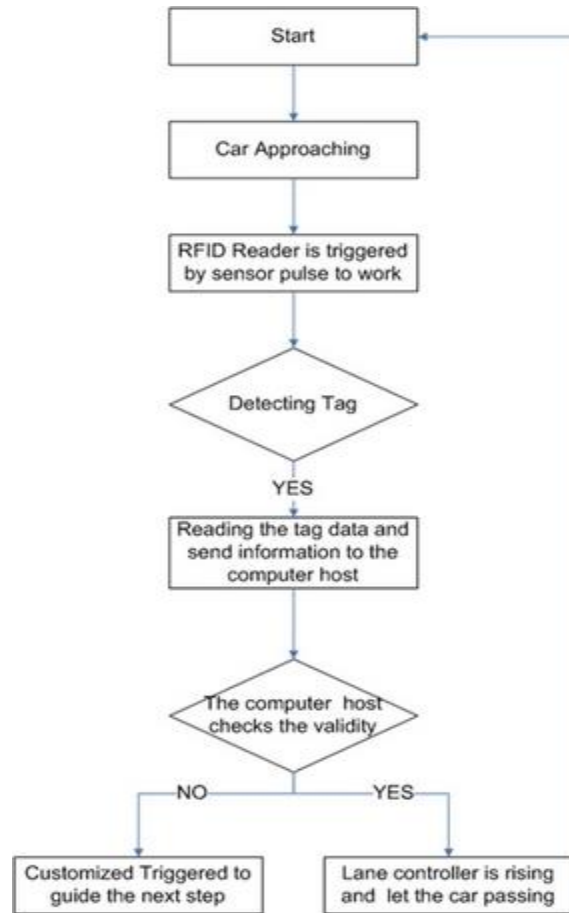 Start
Car Approaching
RFID Reader is triggered
by sensor pulse to work
Detecting Tag
YES
Reading the tag data and
send information to the
computer host
The computer host
checks the validity
NO
YES
Customized Triggered to
guide the next step
Lane controller is rising
and let the car passing